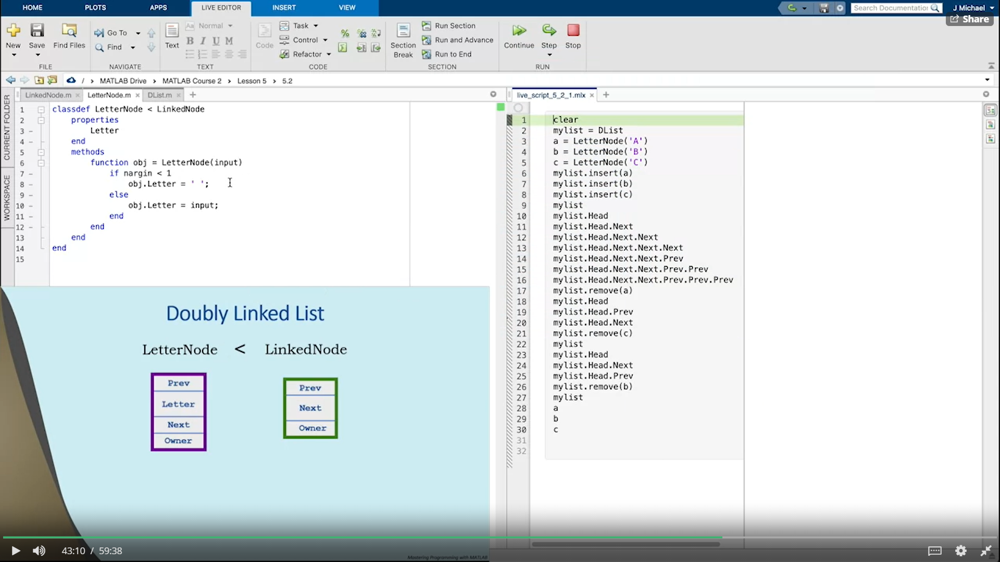 HOME PLOTS APPS LIVE EDITOR INSERT VIEW
Search Documentation
J Michael
Share
New
Save
Find Files
Go To
Find
Text
Aa Normal
B I U M
Code
Task
Control
Refactor
Section
Break
Run Section
Run and Advance
Run to End
Continue
Step
Stop
FILE NAVIGATE TEXT CODE SECTION RUN
/ › MATLAB Drive › MATLAB Course 2 › Lesson 5 › 5.2
CURRENT FOLDER
WORKSPACE
LinkedNode.m × LetterNode.m × DList.m × +
1 classdef LetterNode < LinkedNode
2 properties
3 – Letter
4 – end
5 methods
6 function obj = LetterNode(input)
7 – if nargin < 1
8 – obj.Letter = ' ';
9 – else
10 – obj.Letter = input;
11 – end
12 – end
13 end
14 end
15
live_script_5_2_1.mlx × +
1 clear
2 mylist = DList
3 a = LetterNode('A')
4 b = LetterNode('B')
5 c = LetterNode('C')
6 mylist.insert(a)
7 mylist.insert(b)
8 mylist.insert(c)
9 mylist
10 mylist.Head
11 mylist.Head.Next
12 mylist.Head.Next.Next
13 mylist.Head.Next.Next.Next
14 mylist.Head.Next.Next.Prev
15 mylist.Head.Next.Next.Prev.Prev
16 mylist.Head.Next.Next.Prev.Prev.Prev
17 mylist.remove(a)
18 mylist.Head
19 mylist.Head.Prev
20 mylist.Head.Next
21 mylist.remove(c)
22 mylist
23 mylist.Head
24 mylist.Head.Next
25 mylist.Head.Prev
26 mylist.remove(b)
27 mylist
28 a
29 b
30 c
31
32
Doubly Linked List
LetterNode < LinkedNode
Prev
Letter
Next
Owner
Prev
Next
Owner
Mastering Programming with MATLAB
43:10 / 59:38